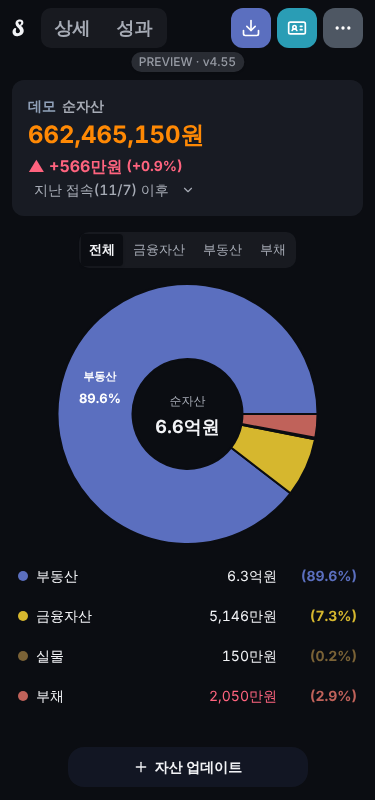 상세 성과
PREVIEW · v4.55
데모 순자산
662,465,150원
▲ +566만원 (+0.9%)
지난 접속(11/7) 이후
전체 금융자산 부동산 부채
부동산
89.6%
순자산
6.6억원
부동산 6.3억원 (89.6%)
금융자산 5,146만원 (7.3%)
실물 150만원 (0.2%)
부채 2,050만원 (2.9%)
+ 자산 업데이트